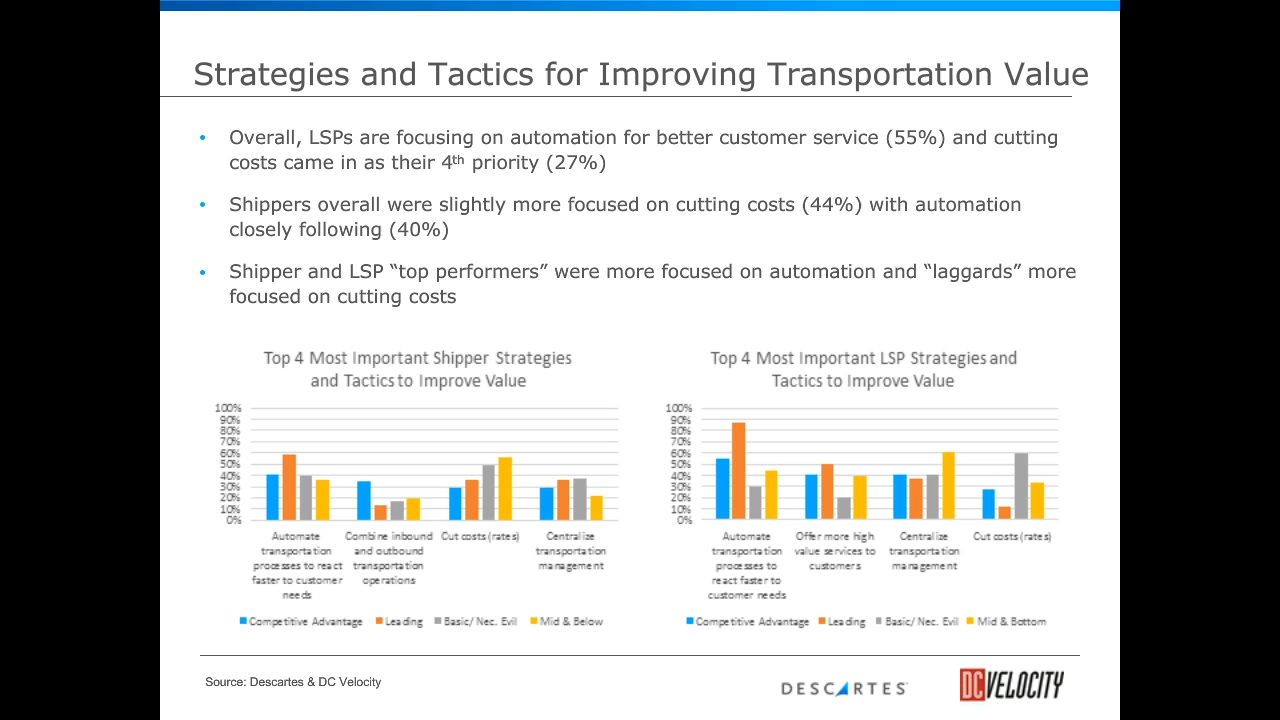 Strategies and Tactics for Improving Transportation Value
• Overall, LSPs are focusing on automation for better customer service (55%) and cutting
costs came in as their 4th priority (27%)
• Shippers overall were slightly more focused on cutting costs (44%) with automation
closely following (40%)
• Shipper and LSP “top performers” were more focused on automation and “laggards” more
focused on cutting costs
Top 4 Most Important Shipper Strategies
and Tactics to Improve Value
100%
90%
80%
70%
60%
50%
40%
30%
20%
10%
0%
Automate
transportation
processes to react
faster to customer
needs
Combine inbound
and outbound
transportation
operations
Cut costs (rates)
Centralize
transportation
management
Competitive Advantage
Leading
Basic/ Nec. Evil
Mid & Below
Top 4 Most Important LSP Strategies and
Tactics to Improve Value
100%
90%
80%
70%
60%
50%
40%
30%
20%
10%
0%
Automate
transportation
processes to
react faster to
customer needs
Offer more high
value services to
customers
Centralize
transportation
management
Cut costs (rates)
Competitive Advantage
Leading
Basic/ Nec. Evil
Mid & Bottom
Source: Descartes & DC Velocity
DESCARTES
DC VELOCITY